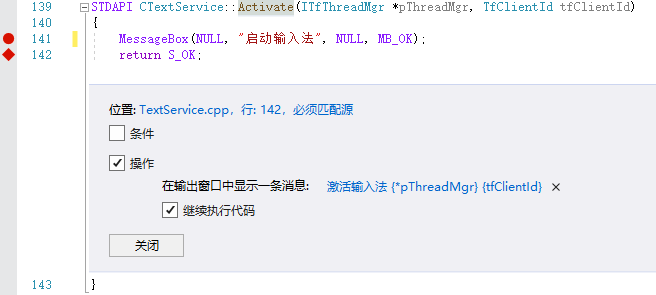 139 STDAPI CTextService::Activate(ITfThreadMgr *pThreadMgr, TfClientId tfClientId)
140 {
141 MessageBox(NULL, "启动输入法", NULL, MB_OK);
142 return S_OK;
位置: TextService.cpp，行: 142，必须匹配源
条件
操作
在输出窗口中显示一条消息: 激活输入法 {*pThreadMgr} {tfClientId} ×
继续执行代码
关闭
143 }